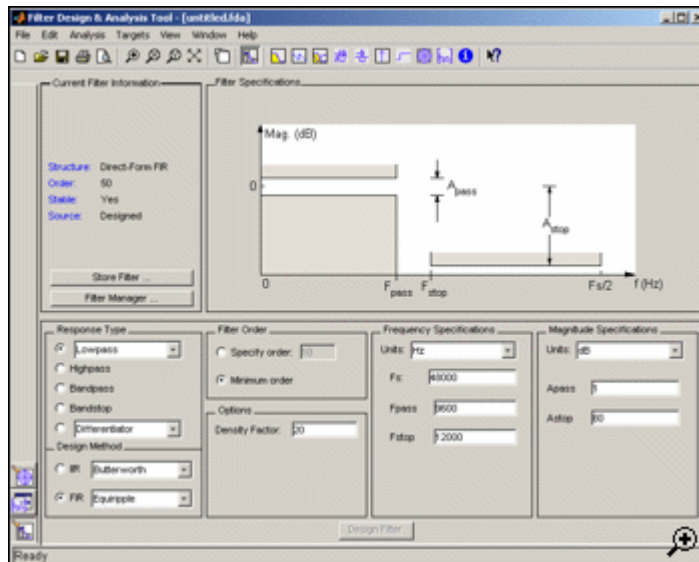 Filter Design & Analysis Tool - [untitled.fda]
File Edit Analysis Targets View Window Help
Current Filter Information
Structure: Direct-Form FIR
Order: 50
Stable: Yes
Source: Designed
Store Filter ...
Filter Manager ...
Filter Specifications
Mag. (dB)
0
A pass
A stop
0 F pass F stop Fs/2 f (Hz)
Response Type
Lowpass
Highpass
Bandpass
Bandstop
Differentiator
Design Method
IIR Butterworth
FIR Equiripple
Filter Order
Specify order: 10
Minimum order
Options
Density Factor: 20
Frequency Specifications
Units: Hz
Fs: 48000
Fpass 9600
Fstop 12000
Magnitude Specifications
Units: dB
Apass 1
Astop 80
Design Filter
Ready